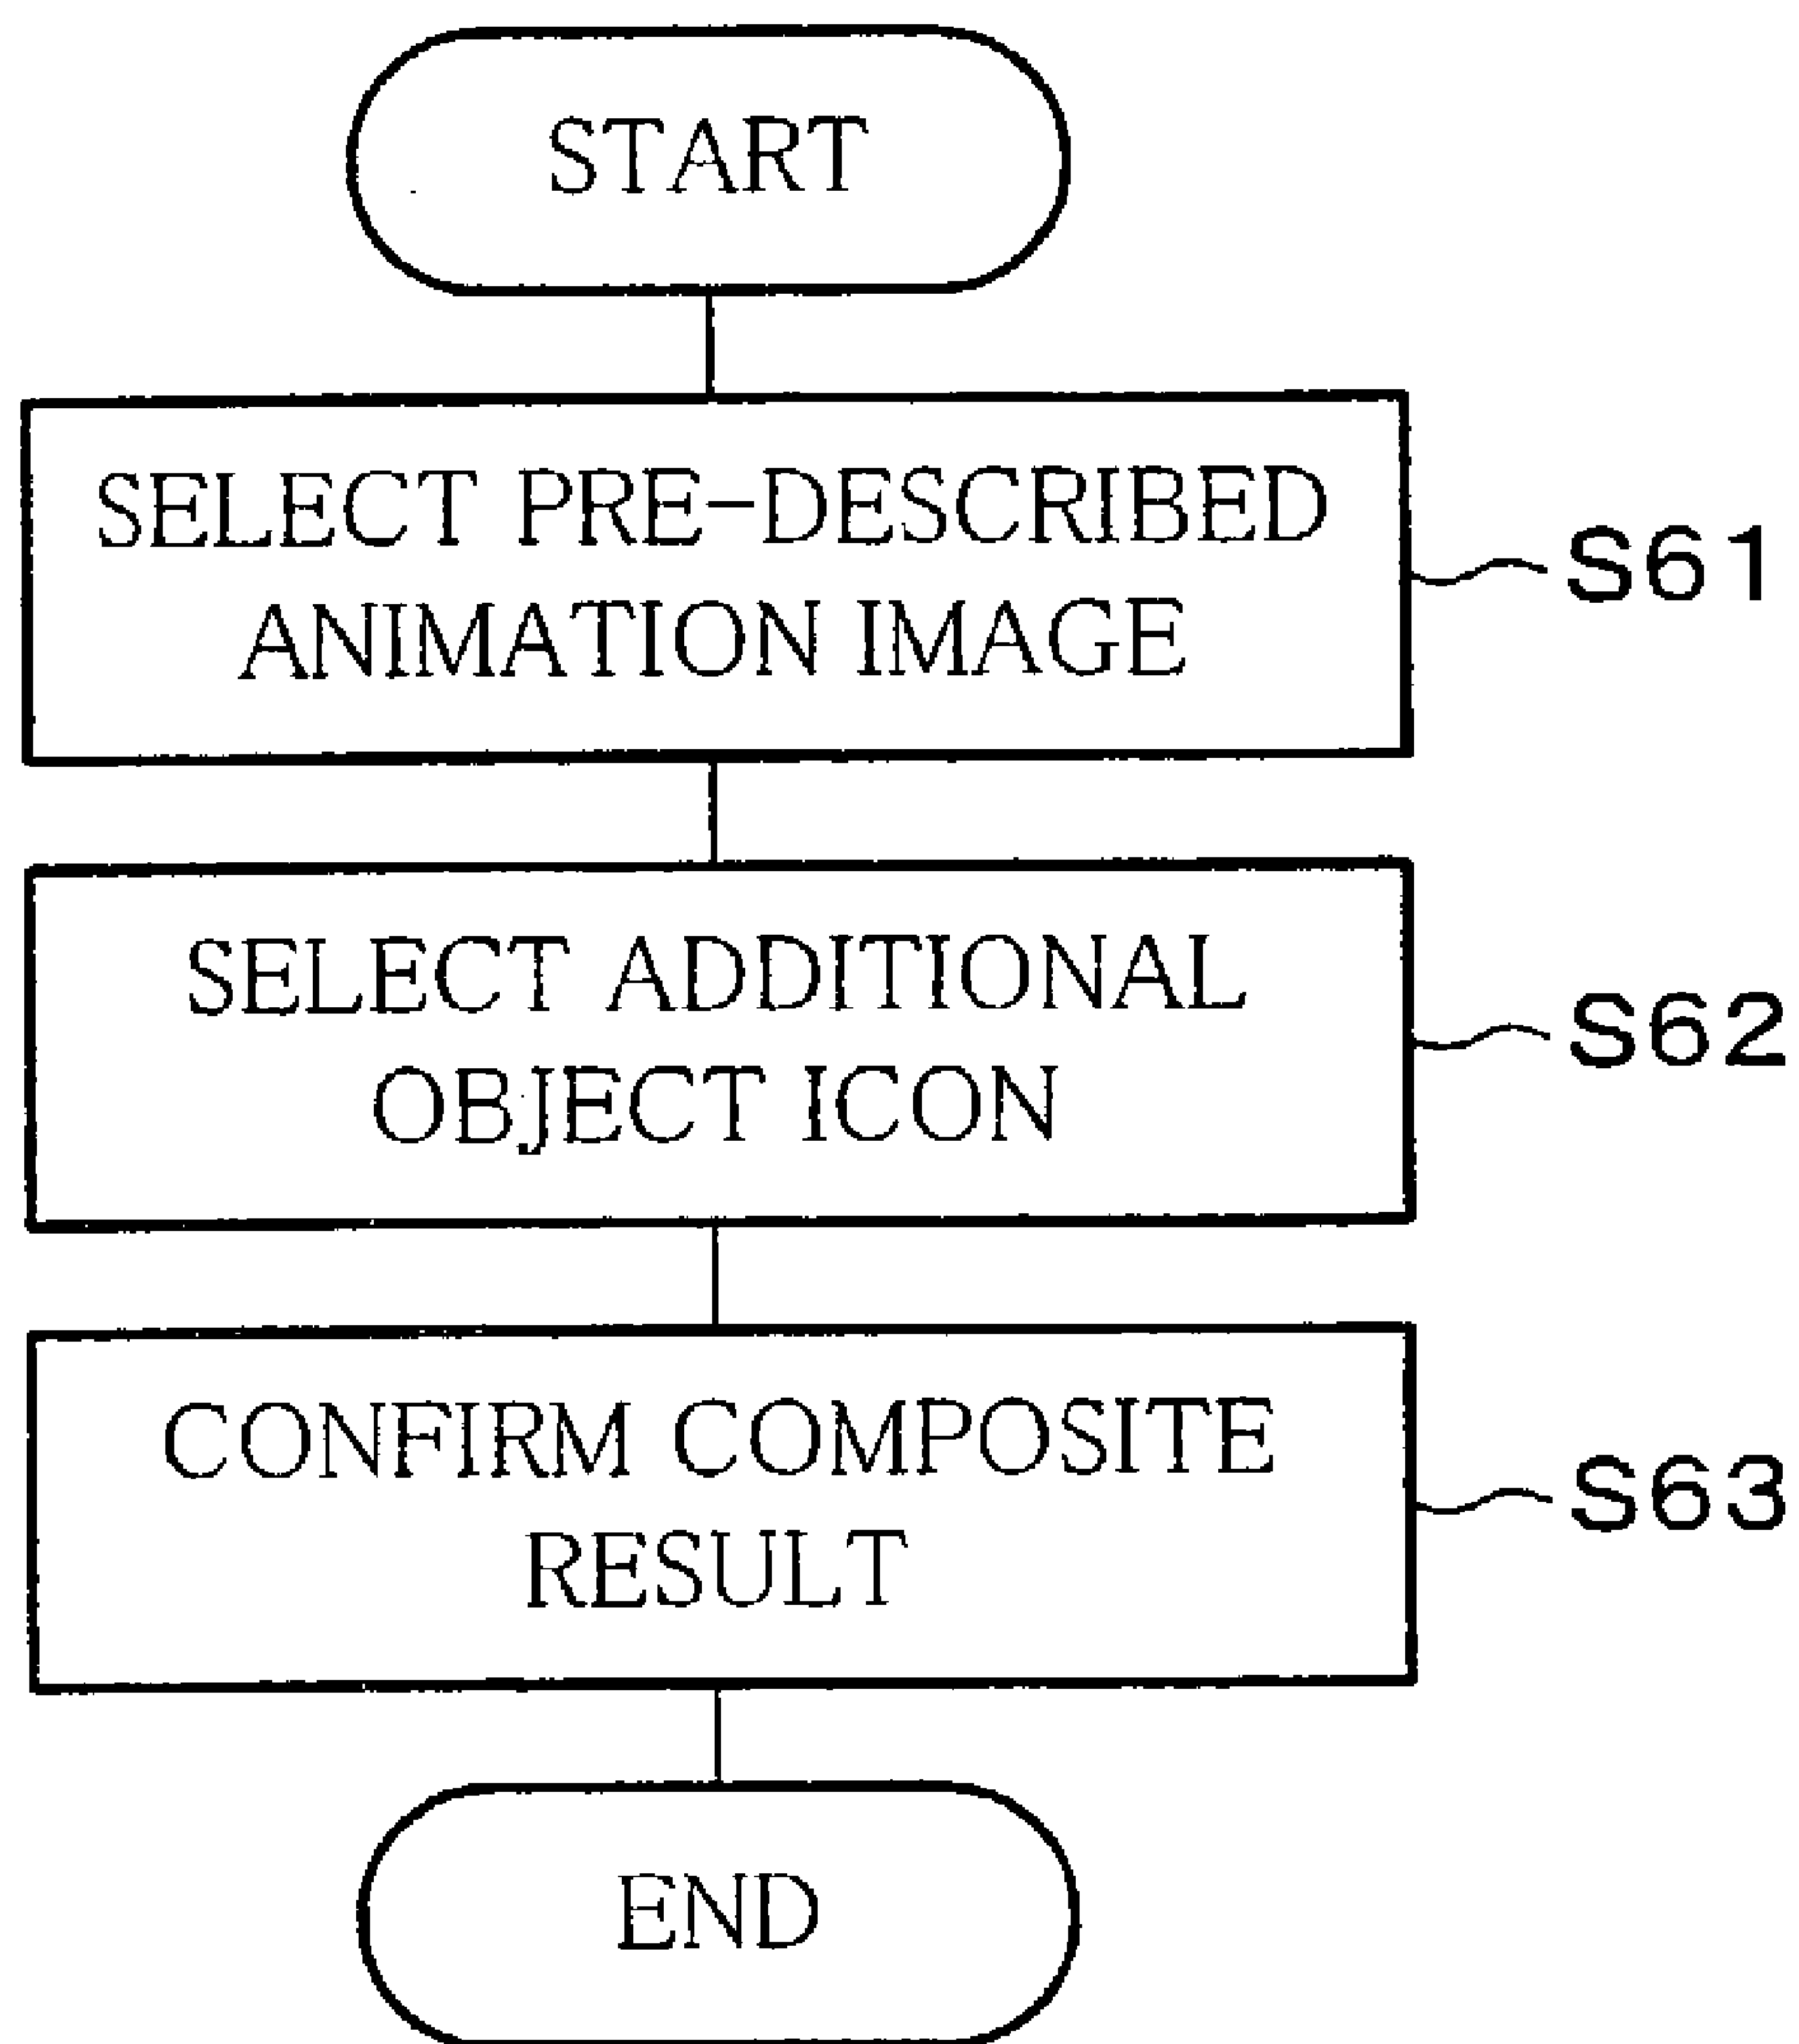 START
SELECT PRE-DESCRIBED
ANIMATION IMAGE
S61
SELECT ADDITIONAL
OBJECT ICON
S62
CONFIRM COMPOSITE
RESULT
S63
END